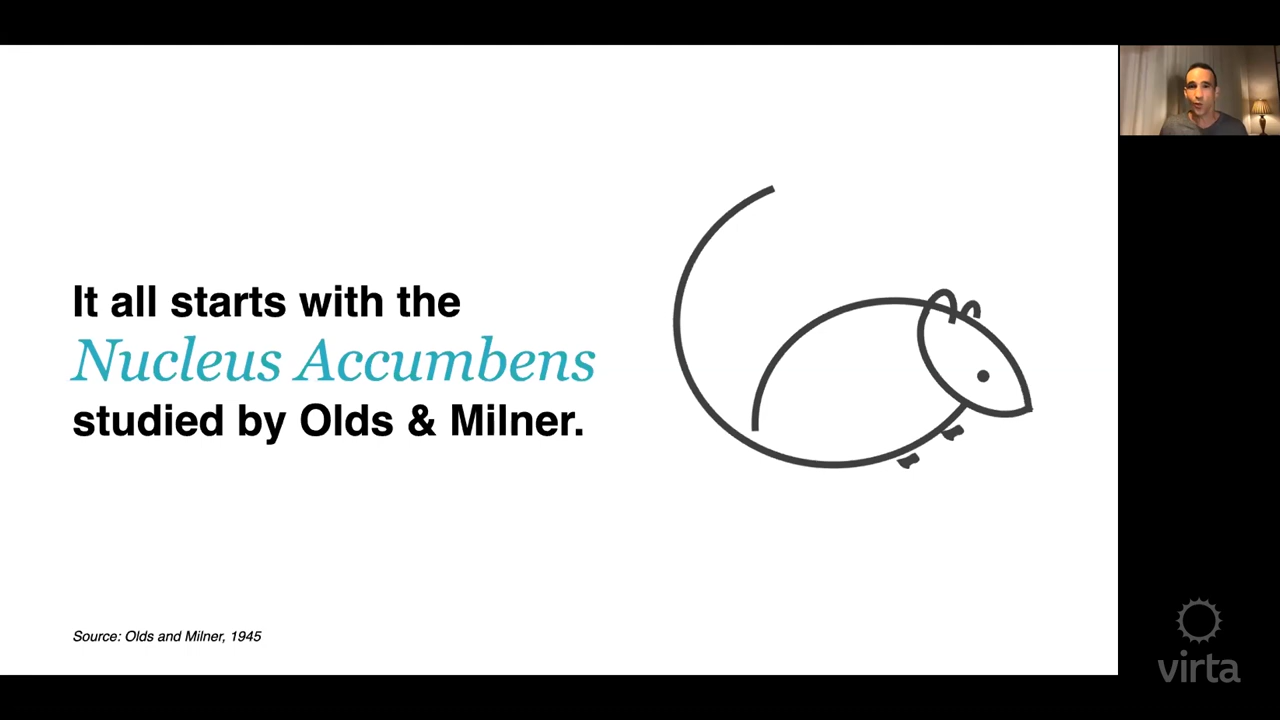 It all starts with the
Nucleus Accumbens
studied by Olds & Milner.
Source: Olds and Milner, 1945
virta